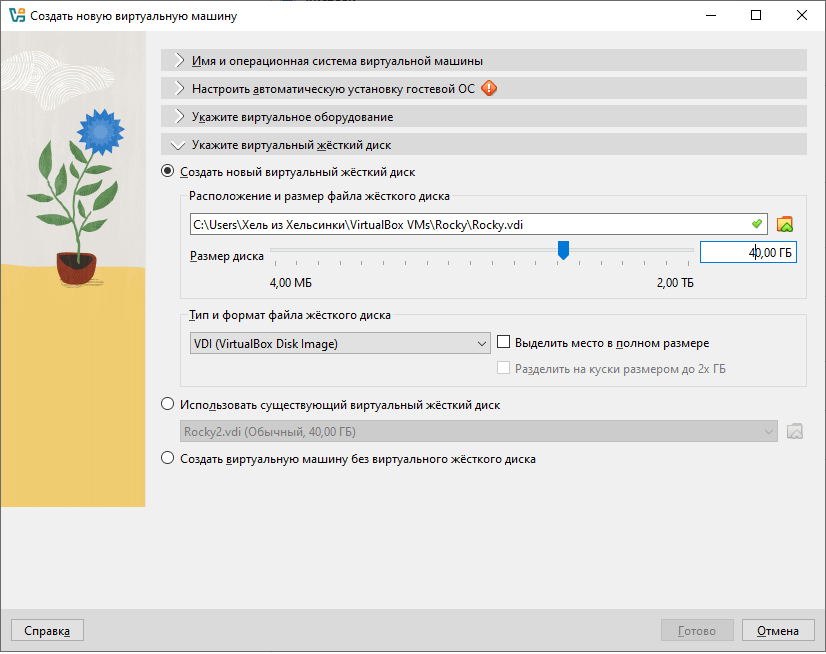 Создать новую виртуальную машину
Имя и операционная система виртуальной машины
Настроить автоматическую установку гостевой ОС
Укажите виртуальное оборудование
Укажите виртуальный жёсткий диск
Создать новый виртуальный жёсткий диск
Расположение и размер файла жёсткого диска
C:\Users\Хель из Хельсинки\VirtualBox VMs\Rocky\Rocky.vdi
Размер диска
40,00 ГБ
4,00 МБ
2,00 ТБ
Тип и формат файла жёсткого диска
VDI (VirtualBox Disk Image)
Выделить место в полном размере
Разделить на куски размером до 2х ГБ
Использовать существующий виртуальный жёсткий диск
Rocky2.vdi (Обычный, 40,00 ГБ)
Создать виртуальную машину без виртуального жёсткого диска
Справка
Готово
Отмена